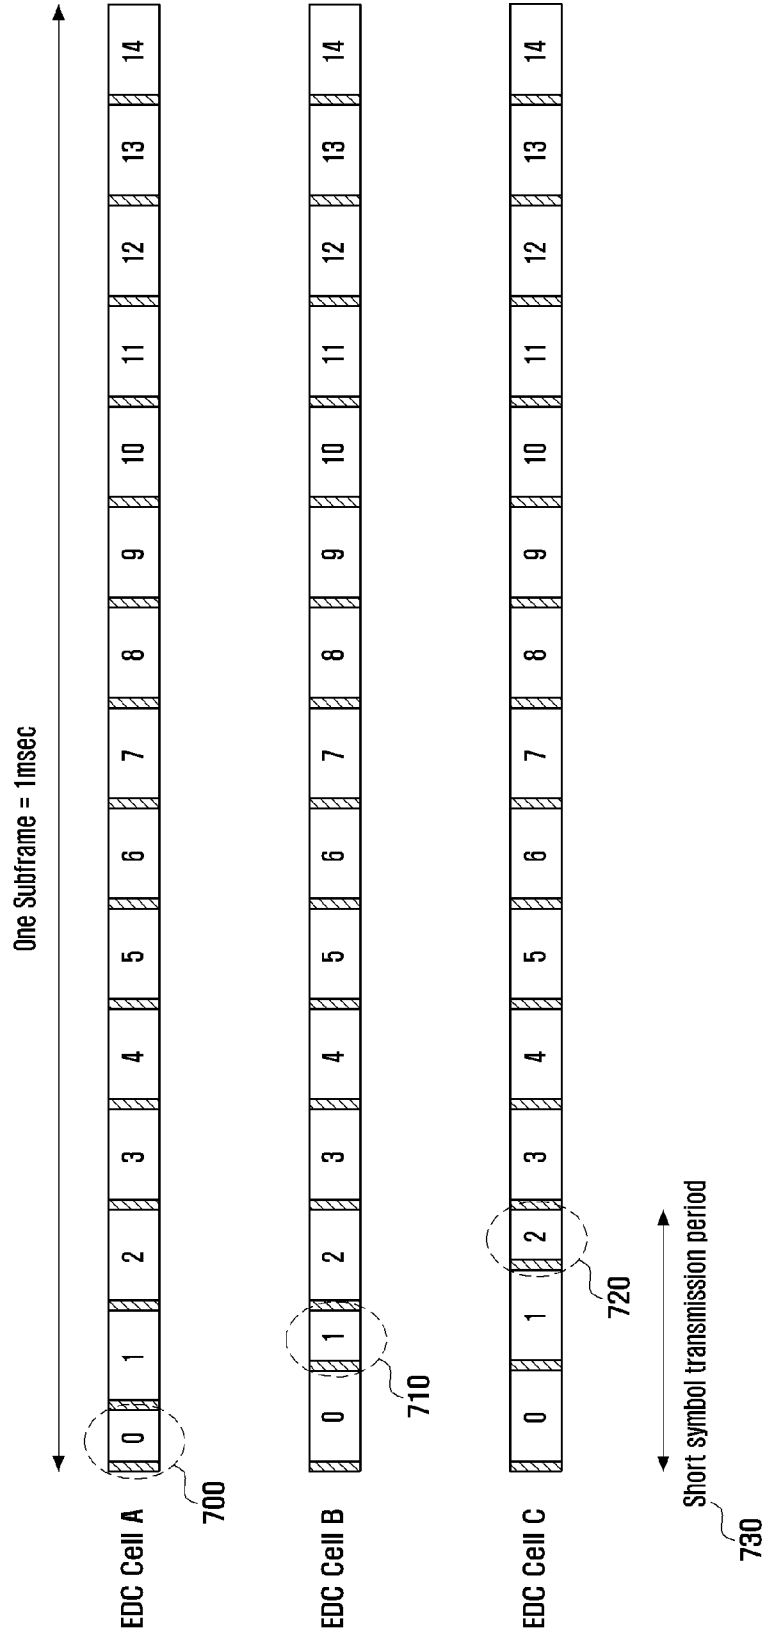 One Subframe = 1msec
EDC Cell A
0 1 2 3 4 5 6 7 8 9 10 11 12 13 14
700
EDC Cell B
0 1 2 3 4 5 6 7 8 9 10 11 12 13 14
710
EDC Cell C
0 1 2 3 4 5 6 7 8 9 10 11 12 13 14
720
Short symbol transmission period
730